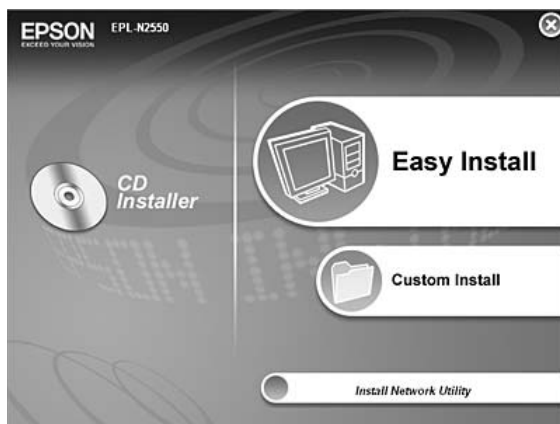 EPSON
EXCEED YOUR VISION
EPL-N2550
CD
Installer
Easy Install
Custom Install
Install Network Utility